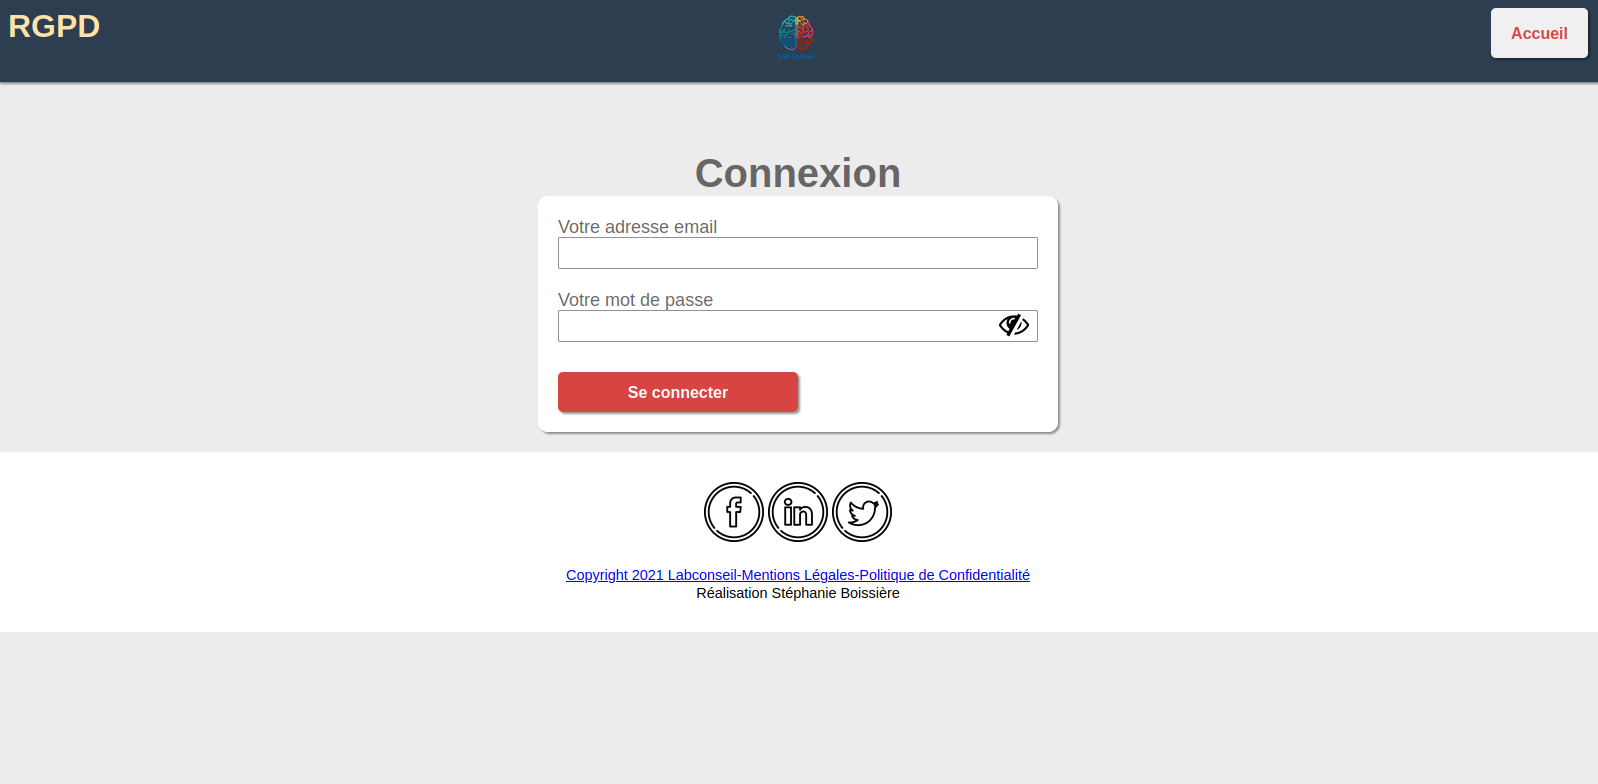 RGPD
Accueil
Connexion
Votre adresse email
Votre mot de passe
Se connecter
Copyright 2021 Labconseil-Mentions Légales-Politique de Confidentialité
Réalisation Stéphanie Boissière